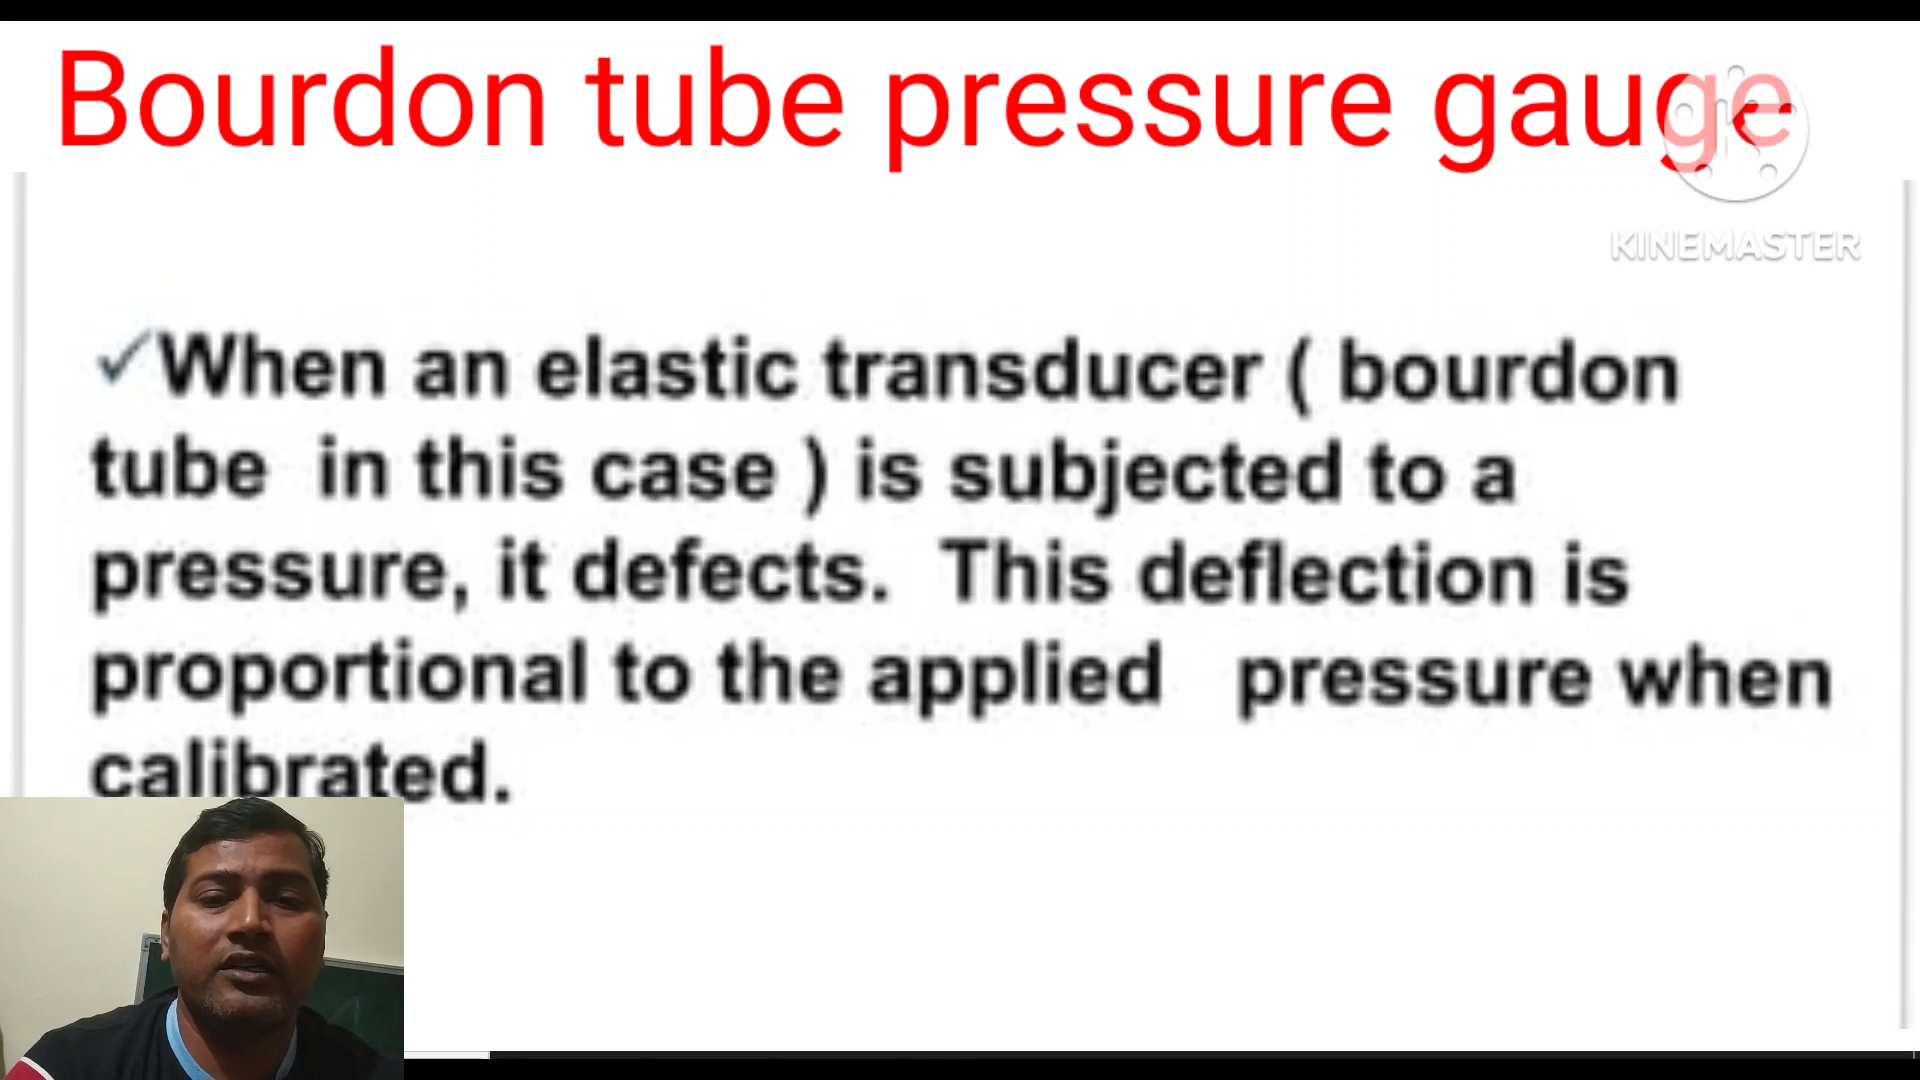 Bourdon tube pressure gauge
KINEMASTER
✓When an elastic transducer ( bourdon
tube in this case ) is subjected to a
pressure, it defects. This deflection is
proportional to the applied pressure when
calibrated.